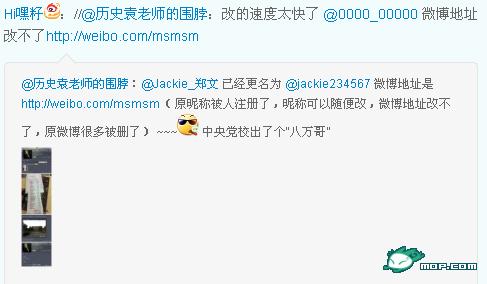 Hi嘿籽：//@历史袁老师的围脖：改的速度太快了 @0000_00000 微博地址
改不了http://weibo.com/msmsm
@历史袁老师的围脖：@Jackie_郑文 已经更名为 @jackie234567 微博地址是
http://weibo.com/msmsm（原昵称被人注册了，昵称可以随便改，微博地址改不
了，原微博很多被删了） ~~~ 中央党校出了个"八万哥"
MOP.COM